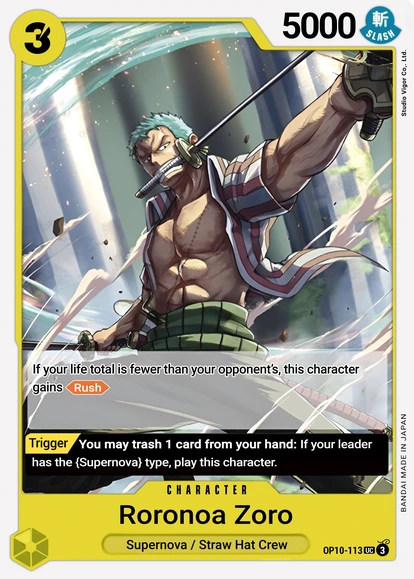 3
5000
斬
SLASH
Studio Vigor Co., Ltd.
If your life total is fewer than your opponent's, this character
gains Rush
Trigger You may trash 1 card from your hand: If your leader
has the {Supernova} type, play this character.
CHARACTER
Roronoa Zoro
Supernova / Straw Hat Crew
OP10-113 UC 3
BANDAI MADE IN JAPAN